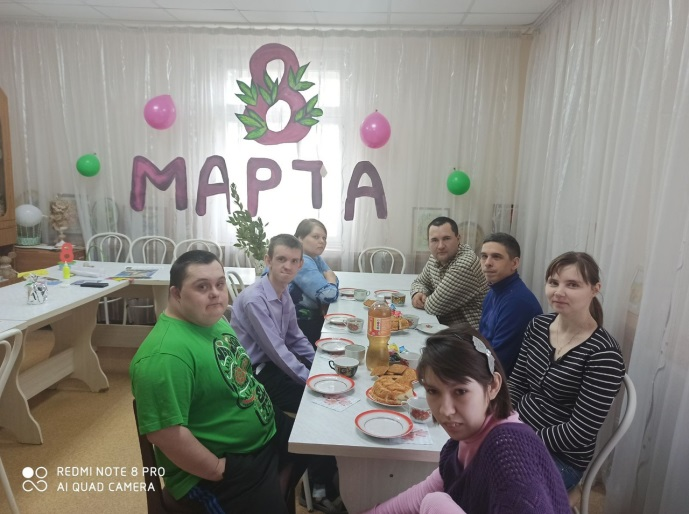 8
МАРТА
REDMI NOTE 8 PRO
AI QUAD CAMERA